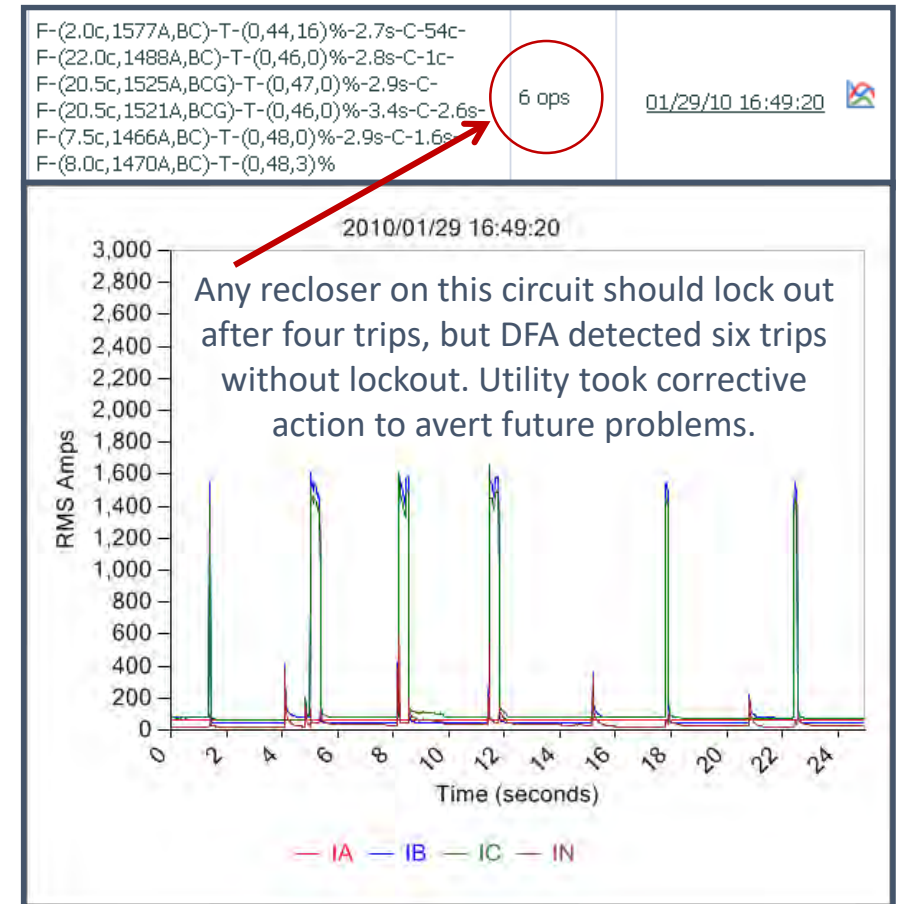 F-(2.0c,1577A,BC)-T-(0,44,16)%-2.7s-C-54c-
F-(22.0c,1488A,BC)-T-(0,46,0)%-2.8s-C-1c-
F-(20.5c,1525A,BCG)-T-(0,47,0)%-2.9s-C-
F-(20.5c,1521A,BCG)-T-(0,46,0)%-3.4s-C-2.6s-
F-(7.5c,1466A,BC)-T-(0,48,0)%-2.9s-C-1.6s-
F-(8.0c,1470A,BC)-T-(0,48,3)%
6 ops
01/29/10 16:49:20
2010/01/29 16:49:20
Any recloser on this circuit should lock out
after four trips, but DFA detected six trips
without lockout. Utility took corrective
action to avert future problems.
RMS Amps
3,000
2,800
2,600
2,400
2,200
2,000
1,800
1,600
1,400
1,200
1,000
800
600
400
200
0
0 2 4 6 8 10 12 14 16 18 20 22 24
Time (seconds)
IA IB IC IN